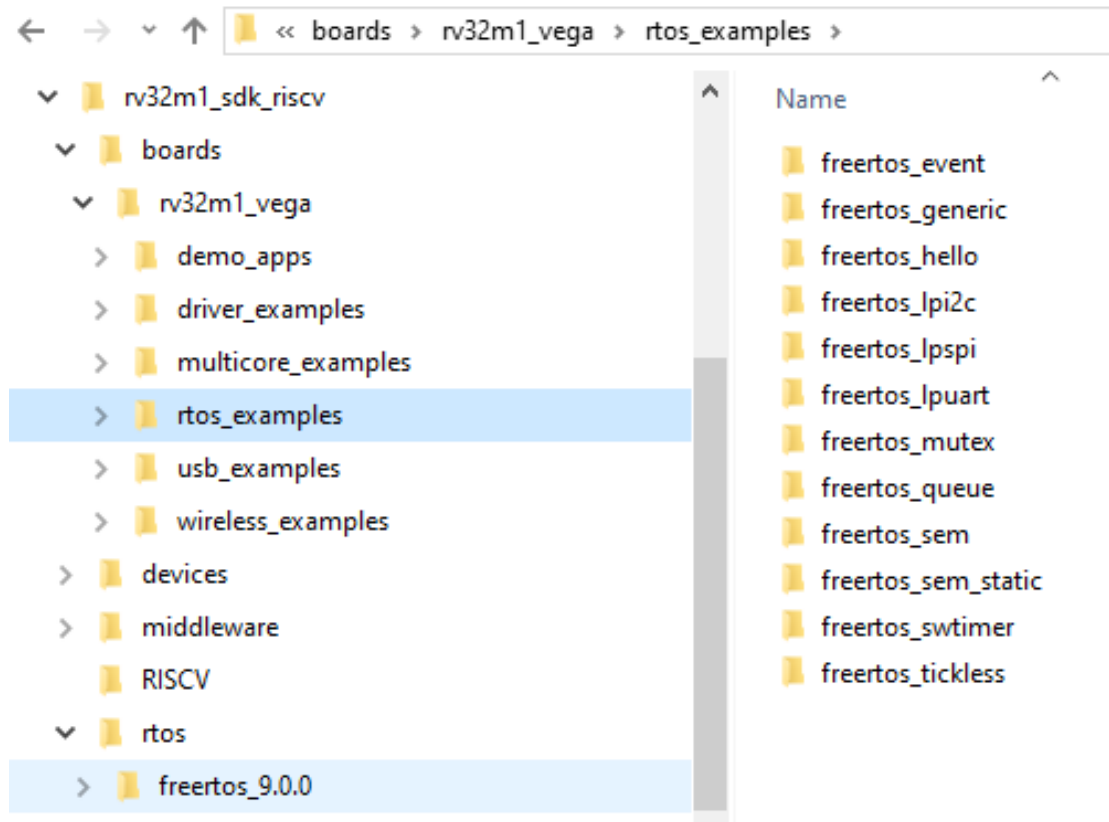 « boards > rv32m1_vega > rtos_examples >
rv32m1_sdk_riscv
boards
rv32m1_vega
demo_apps
driver_examples
multicore_examples
rtos_examples
usb_examples
wireless_examples
devices
middleware
RISCV
rtos
freertos_9.0.0
Name
freertos_event
freertos_generic
freertos_hello
freertos_lpi2c
freertos_lpspi
freertos_lpuart
freertos_mutex
freertos_queue
freertos_sem
freertos_sem_static
freertos_swtimer
freertos_tickless